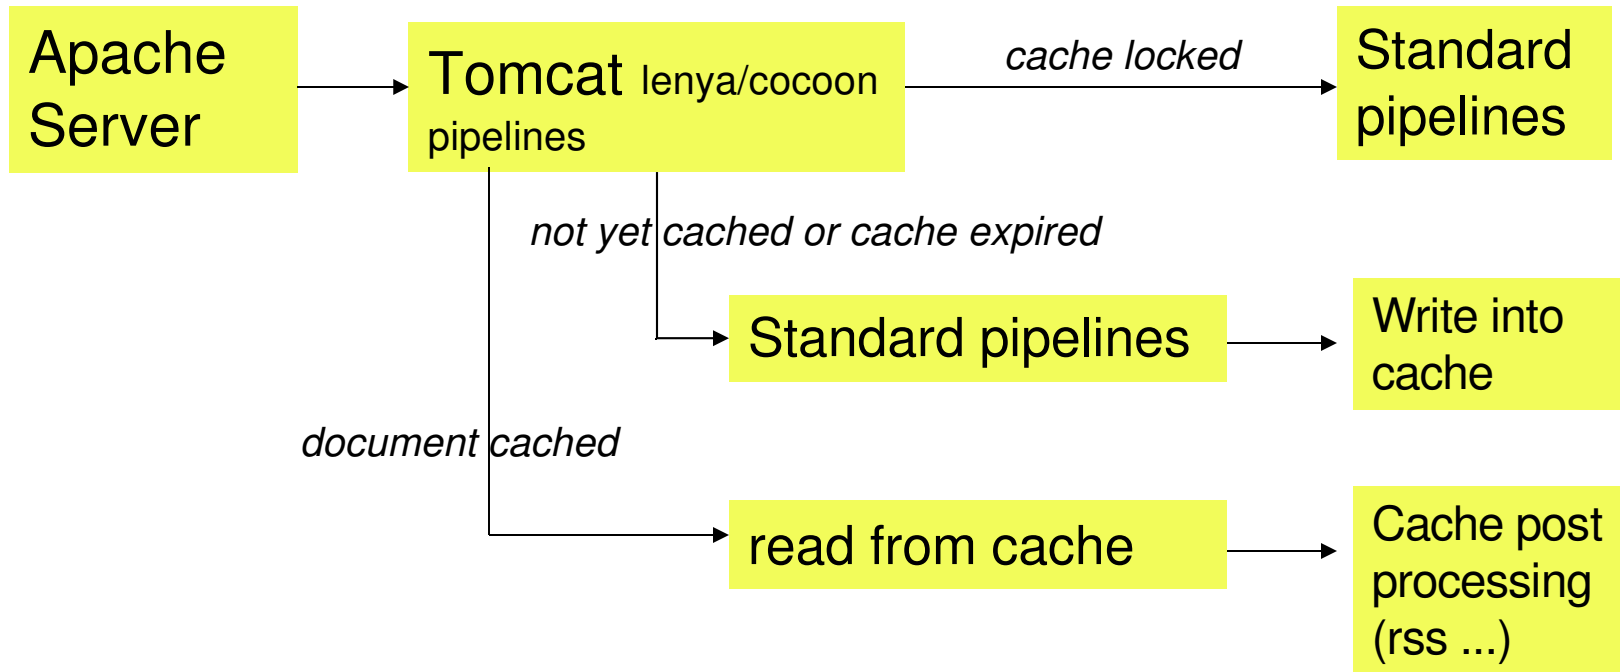 Apache
Server
Tomcat lenya/cocoon
pipelines
cache locked
Standard
pipelines
not yet cached or cache expired
Standard pipelines
Write into
cache
document cached
read from cache
Cache post
processing
(rss ...)